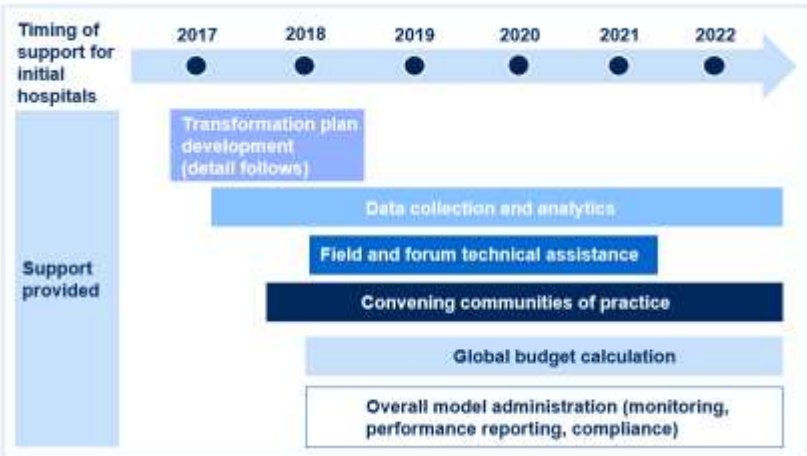 Timing of
support for
initial
hospitals
2017 2018 2019 2020 2021 2022
Support
provided
Transformation plan
development
(detail follows)
Data collection and analytics
Field and forum technical assistance
Convening communities of practice
Global budget calculation
Overall model administration (monitoring,
performance reporting, compliance)